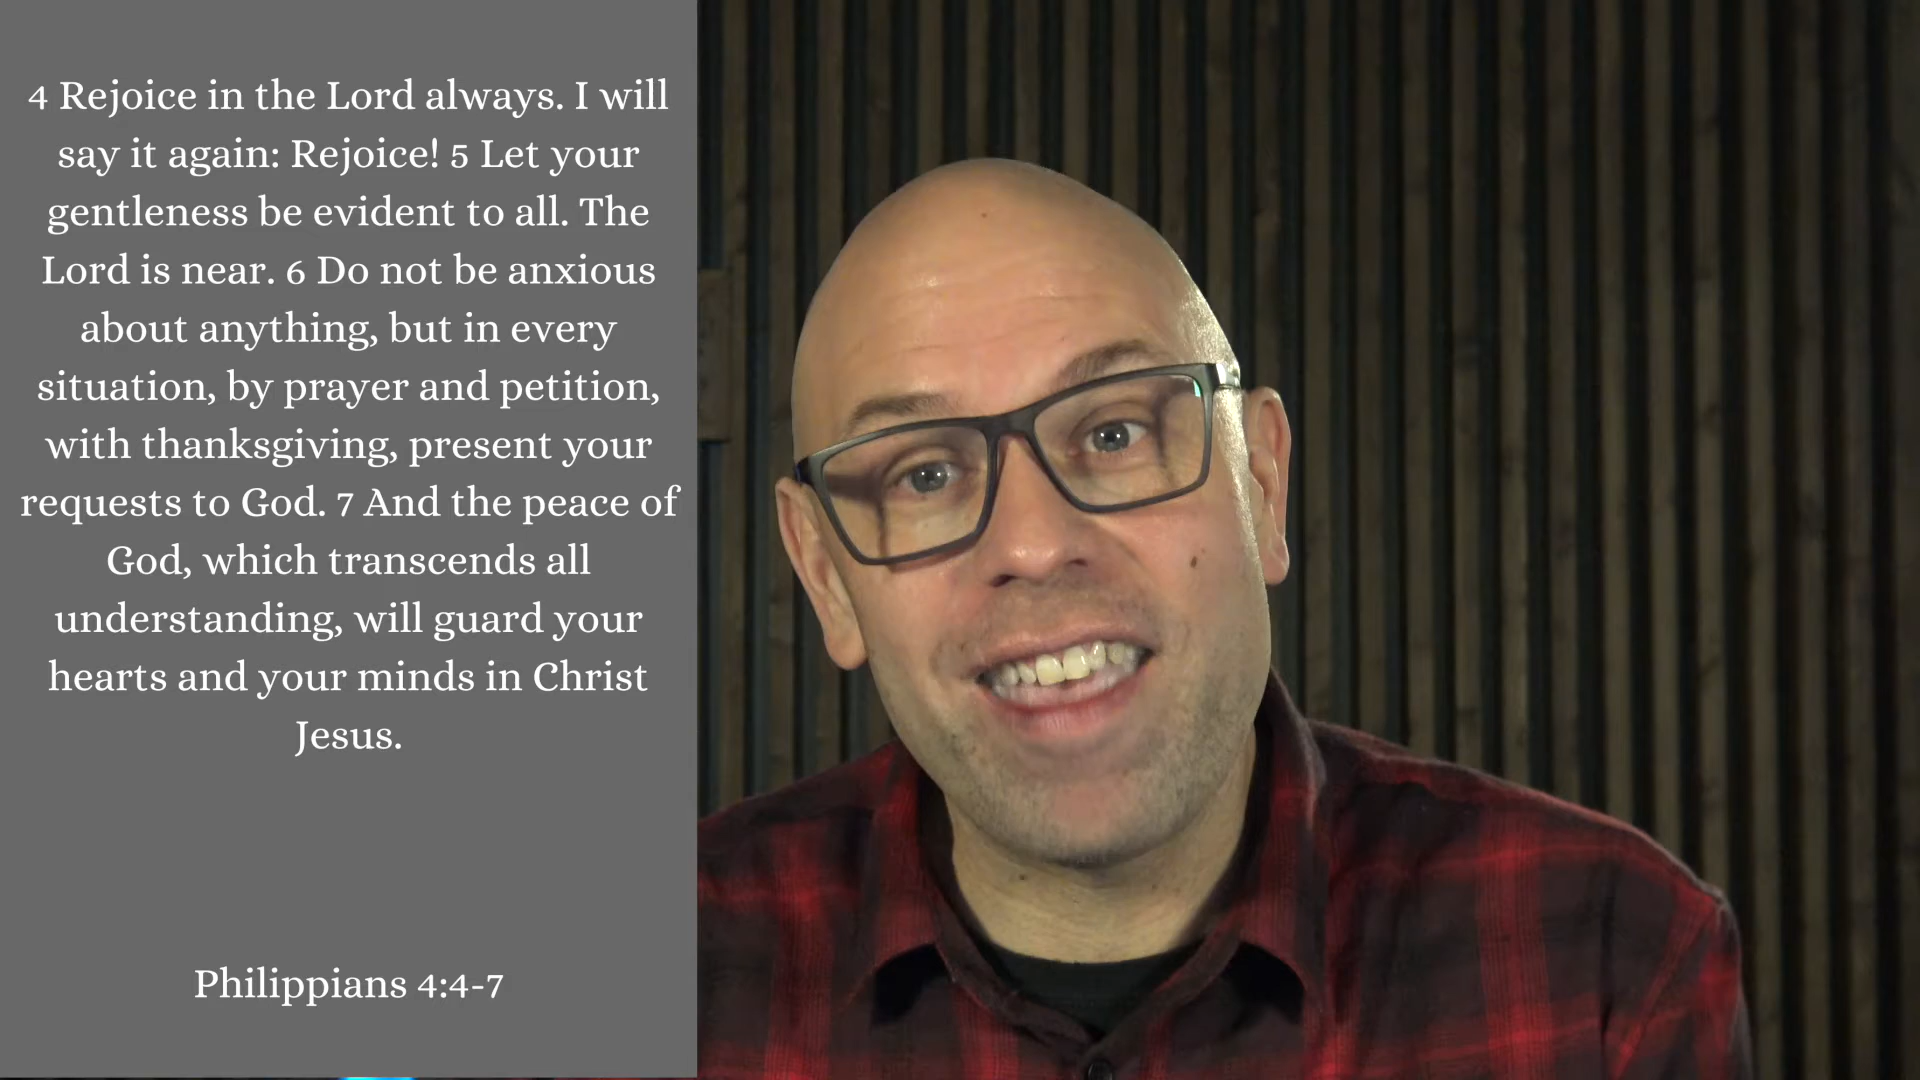 4 Rejoice in the Lord always. I will
say it again: Rejoice! 5 Let your
gentleness be evident to all. The
Lord is near. 6 Do not be anxious
about anything, but in every
situation, by prayer and petition,
with thanksgiving, present your
requests to God. 7 And the peace of
God, which transcends all
understanding, will guard your
hearts and your minds in Christ
Jesus.
Philippians 4:4-7